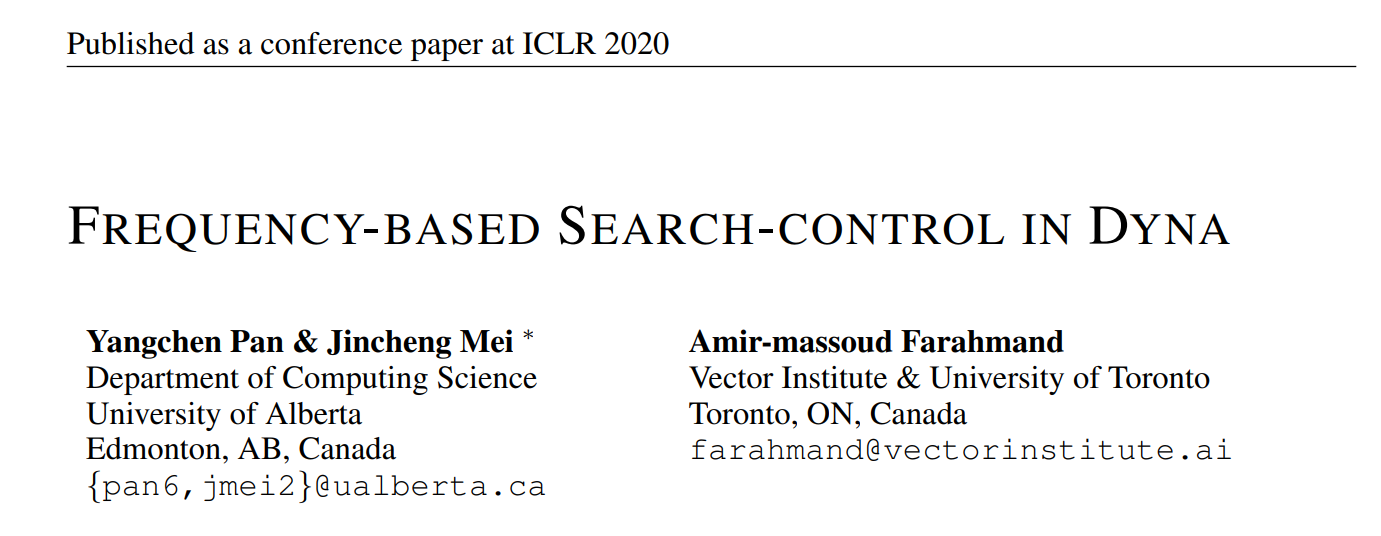 Published as a conference paper at ICLR 2020
FREQUENCY-BASED SEARCH-CONTROL IN DYNA
Yangchen Pan & Jincheng Mei *
Department of Computing Science
University of Alberta
Edmonton, AB, Canada
{pan6,jmei2}@ualberta.ca
Amir-massoud Farahmand
Vector Institute & University of Toronto
Toronto, ON, Canada
farahmand@vectorinstitute.ai